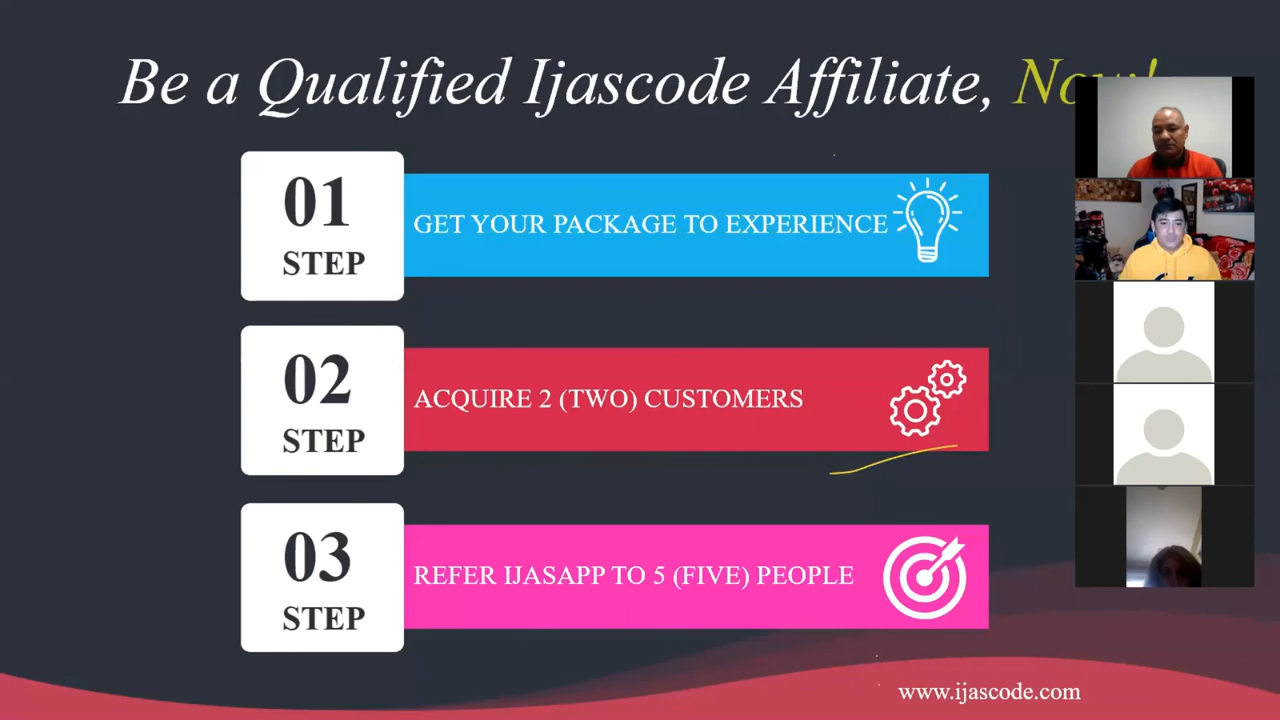 Be a Qualified Ijascode Affiliate, Now!
01
STEP
GET YOUR PACKAGE TO EXPERIENCE
02
STEP
ACQUIRE 2 (TWO) CUSTOMERS
03
STEP
REFER IJASAPP TO 5 (FIVE) PEOPLE
www.ijascode.com